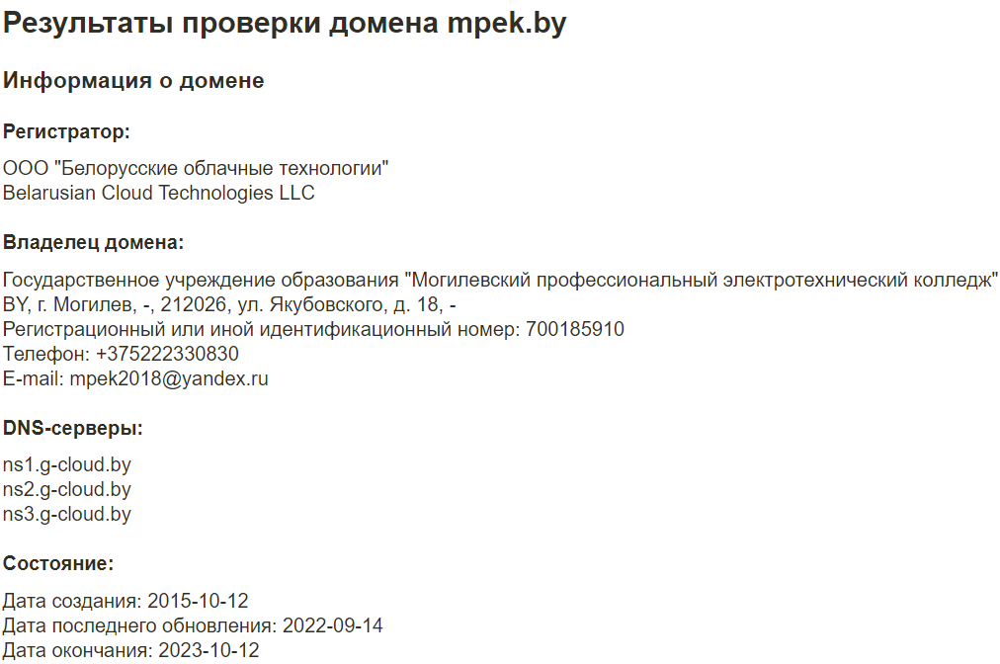 Результаты проверки домена mpek.by
Информация о домене
Регистратор:
ООО "Белорусские облачные технологии"
Belarusian Cloud Technologies LLC
Владелец домена:
Государственное учреждение образования "Могилевский профессиональный электротехнический колледж"
BY, г. Могилев, -, 212026, ул. Якубовского, д. 18, -
Регистрационный или иной идентификационный номер: 700185910
Телефон: +375222330830
E-mail: mpek2018@yandex.ru
DNS-серверы:
ns1.g-cloud.by
ns2.g-cloud.by
ns3.g-cloud.by
Состояние:
Дата создания: 2015-10-12
Дата последнего обновления: 2022-09-14
Дата окончания: 2023-10-12